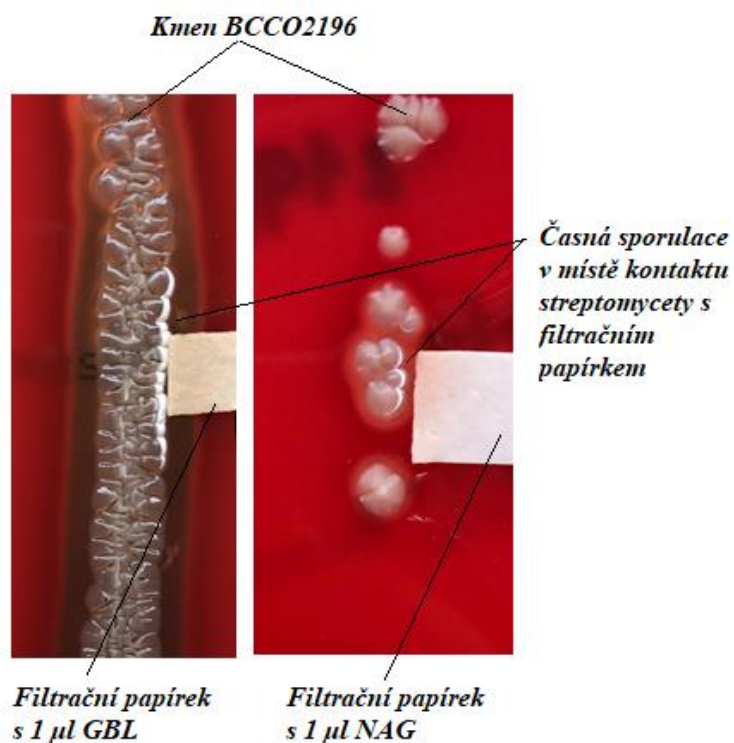 Kmen BCCO2196
Časná sporulace
v místě kontaktu
streptomycety s
filtračním
papírkem
Filtrační papírek
s 1 µl GBL
Filtrační papírek
s 1 µl NAG